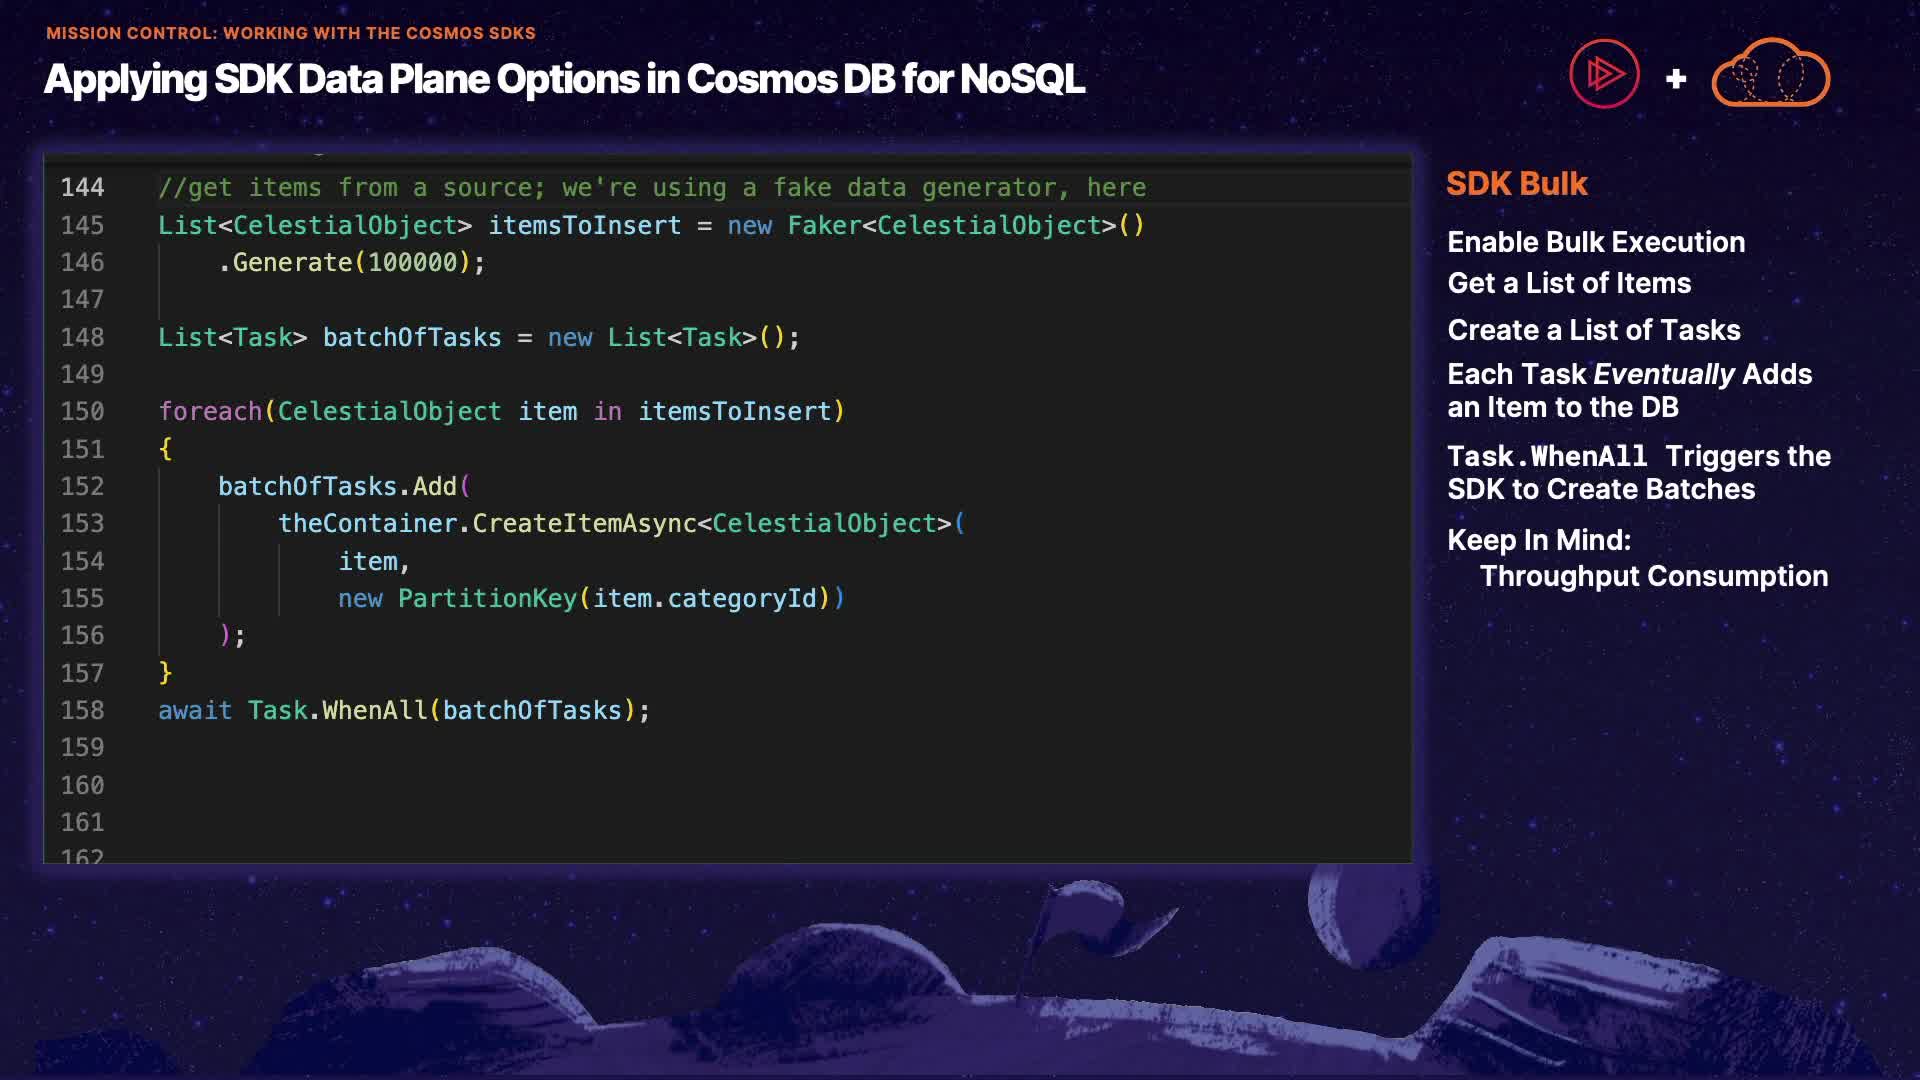 MISSION CONTROL: WORKING WITH THE COSMOS SDKS
Applying SDK Data Plane Options in Cosmos DB for NoSQL
144 //get items from a source; we're using a fake data generator, here
145 List<CelestialObject> itemsToInsert = new Faker<CelestialObject>()
146     .Generate(100000);
147
148 List<Task> batchOfTasks = new List<Task>();
149
150 foreach(CelestialObject item in itemsToInsert)
151 {
152     batchOfTasks.Add(
153         theContainer.CreateItemAsync<CelestialObject>(
154             item,
155             new PartitionKey(item.categoryId))
156     );
157 }
158 await Task.WhenAll(batchOfTasks);
159
160
161
162
SDK Bulk
Enable Bulk Execution
Get a List of Items
Create a List of Tasks
Each Task Eventually Adds
an Item to the DB
Task.WhenAll Triggers the
SDK to Create Batches
Keep In Mind:
Throughput Consumption